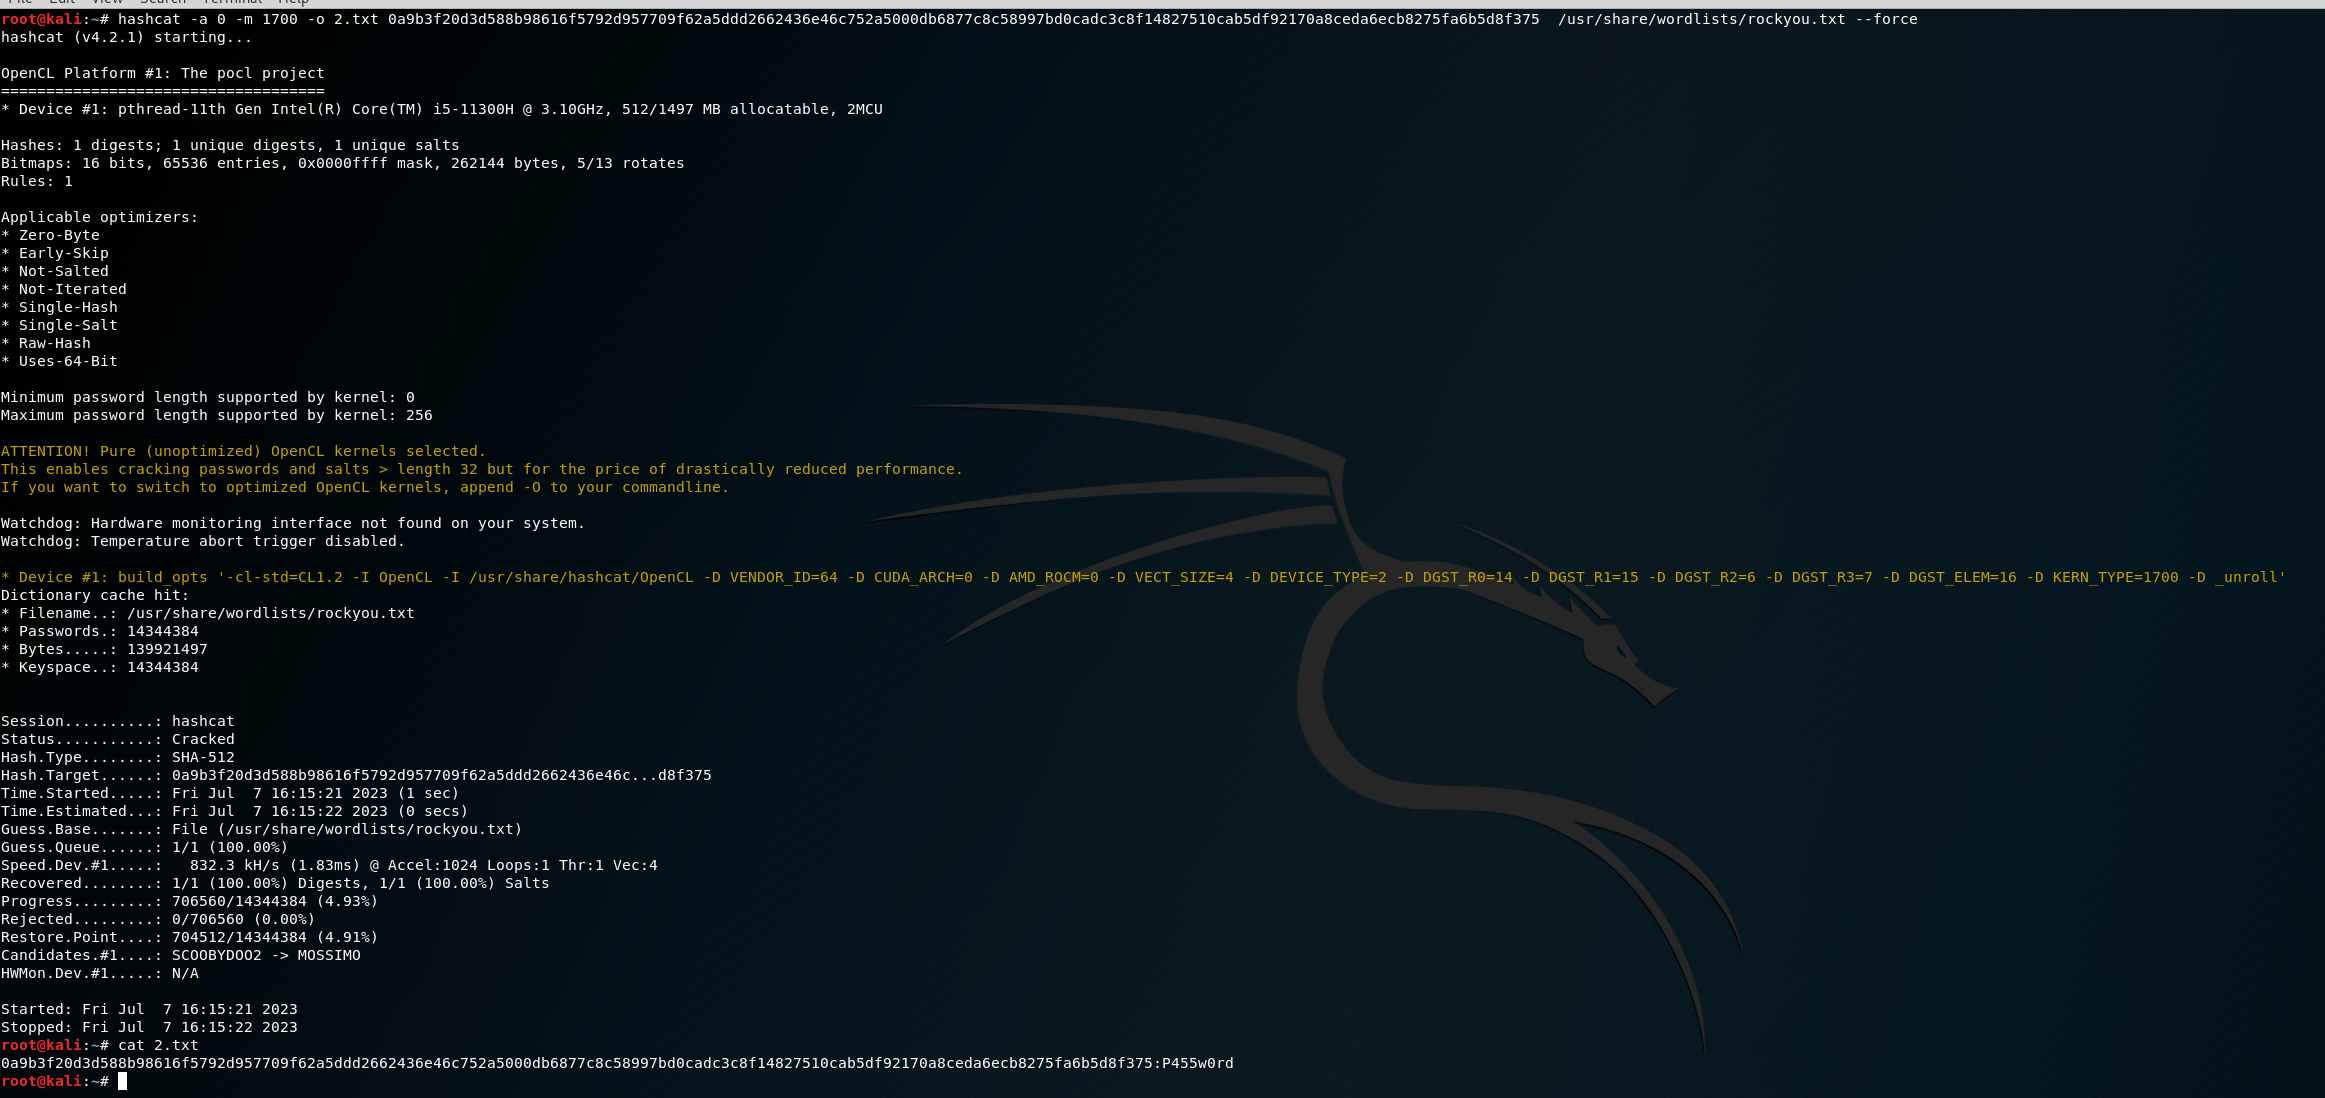 File Edit View Search Terminal Help
root@kali:~# hashcat -a 0 -m 1700 -o 2.txt 0a9b3f20d3d588b98616f5792d957709f62a5ddd2662436e46c752a5000db6877c8c58997bd0cadc3c8f14827510cab5df92170a8ceda6ecb8275fa6b5d8f375  /usr/share/wordlists/rockyou.txt --force
hashcat (v4.2.1) starting...
OpenCL Platform #1: The pocl project
====================================
* Device #1: pthread-11th Gen Intel(R) Core(TM) i5-11300H @ 3.10GHz, 512/1497 MB allocatable, 2MCU
Hashes: 1 digests; 1 unique digests, 1 unique salts
Bitmaps: 16 bits, 65536 entries, 0x0000ffff mask, 262144 bytes, 5/13 rotates
Rules: 1
Applicable optimizers:
* Zero-Byte
* Early-Skip
* Not-Salted
* Not-Iterated
* Single-Hash
* Single-Salt
* Raw-Hash
* Uses-64-Bit
Minimum password length supported by kernel: 0
Maximum password length supported by kernel: 256
ATTENTION! Pure (unoptimized) OpenCL kernels selected.
This enables cracking passwords and salts > length 32 but for the price of drastically reduced performance.
If you want to switch to optimized OpenCL kernels, append -O to your commandline.
Watchdog: Hardware monitoring interface not found on your system.
Watchdog: Temperature abort trigger disabled.
* Device #1: build_opts '-cl-std=CL1.2 -I OpenCL -I /usr/share/hashcat/OpenCL -D VENDOR_ID=64 -D CUDA_ARCH=0 -D AMD_ROCM=0 -D VECT_SIZE=4 -D DEVICE_TYPE=2 -D DGST_R0=14 -D DGST_R1=15 -D DGST_R2=6 -D DGST_R3=7 -D DGST_ELEM=16 -D KERN_TYPE=1700 -D _unroll'
Dictionary cache hit:
* Filename..: /usr/share/wordlists/rockyou.txt
* Passwords.: 14344384
* Bytes.....: 139921497
* Keyspace..: 14344384
Session..........: hashcat
Status...........: Cracked
Hash.Type........: SHA-512
Hash.Target......: 0a9b3f20d3d588b98616f5792d957709f62a5ddd2662436e46c...d8f375
Time.Started.....: Fri Jul  7 16:15:21 2023 (1 sec)
Time.Estimated...: Fri Jul  7 16:15:22 2023 (0 secs)
Guess.Base.......: File (/usr/share/wordlists/rockyou.txt)
Guess.Queue......: 1/1 (100.00%)
Speed.Dev.#1.....:   832.3 kH/s (1.83ms) @ Accel:1024 Loops:1 Thr:1 Vec:4
Recovered........: 1/1 (100.00%) Digests, 1/1 (100.00%) Salts
Progress.........: 706560/14344384 (4.93%)
Rejected.........: 0/706560 (0.00%)
Restore.Point....: 704512/14344384 (4.91%)
Candidates.#1....: SCOOBYDOO2 -> MOSSIMO
HWMon.Dev.#1.....: N/A
Started: Fri Jul  7 16:15:21 2023
Stopped: Fri Jul  7 16:15:22 2023
root@kali:~# cat 2.txt
0a9b3f20d3d588b98616f5792d957709f62a5ddd2662436e46c752a5000db6877c8c58997bd0cadc3c8f14827510cab5df92170a8ceda6ecb8275fa6b5d8f375:P455w0rd
root@kali:~#